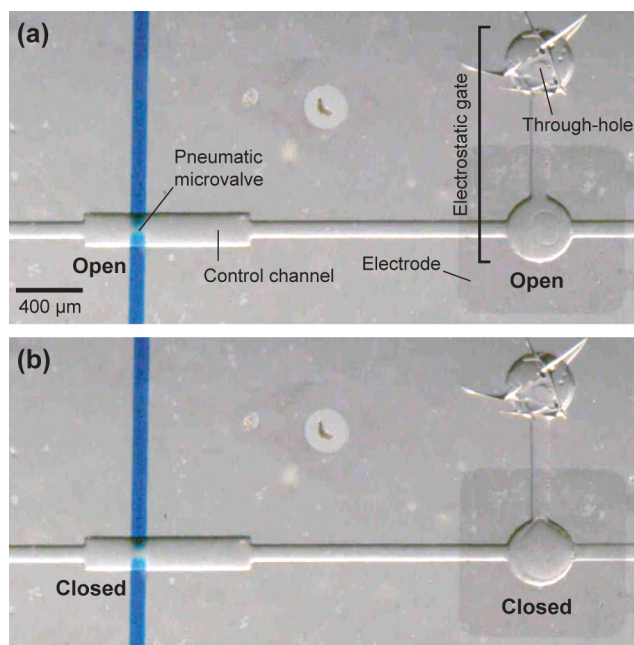 (a)
Electrostatic gate
Through-hole
Pneumatic
microvalve
Open
Control channel
Electrode
Open
400 µm
(b)
Closed
Closed